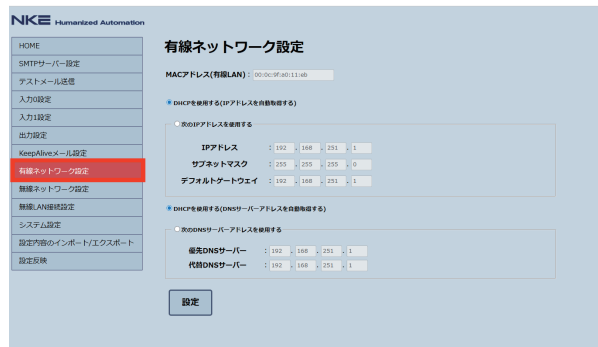 NKE Humanized Automation
HOME
SMTPサーバー設定
テストメール送信
入力0設定
入力1設定
出力設定
KeepAliveメール設定
有線ネットワーク設定
無線ネットワーク設定
無線LAN接続設定
システム設定
設定内容のインポート/エクスポート
設定反映
有線ネットワーク設定
MACアドレス(有線LAN) : 00:0c:9f:e0:11:eb
DHCPを使用する(IPアドレスを自動取得する)
次のIPアドレスを使用する
IPアドレス : 192 . 168 . 251 . 1
サブネットマスク : 255 . 255 . 255 . 0
デフォルトゲートウェイ : 192 . 168 . 251 . 1
DHCPを使用する(DNSサーバーアドレスを自動取得する)
次のDNSサーバーアドレスを使用する
優先DNSサーバー : 192 . 168 . 251 . 1
代替DNSサーバー : 192 . 168 . 251 . 1
設定